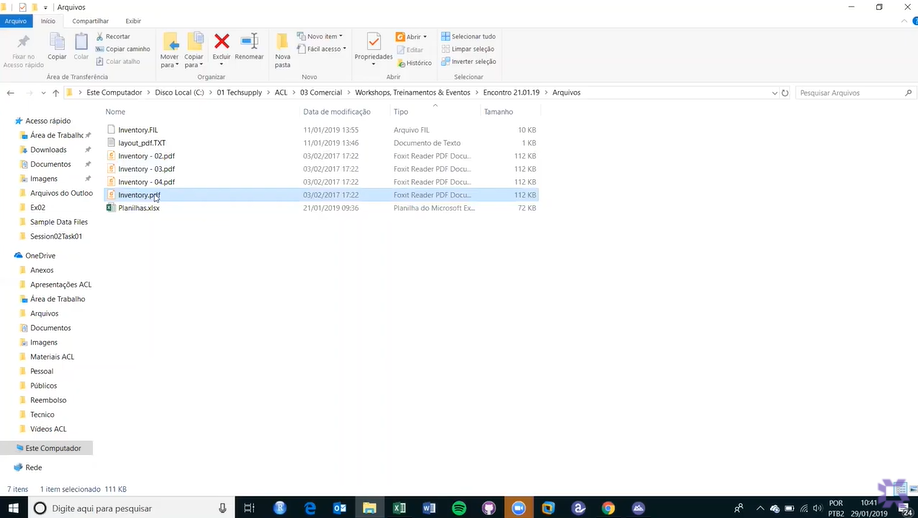 Arquivos
Arquivo Início Compartilhar Exibir
Fixar no Acesso rápido
Copiar
Colar
Recortar
Copiar caminho
Colar atalho
Área de Transferência
Mover para
Copiar para
Excluir
Renomear
Organizar
Nova pasta
Novo item
Fácil acesso
Novo
Propriedades
Abrir
Editar
Histórico
Abrir
Selecionar tudo
Limpar seleção
Inverter seleção
Selecionar
Este Computador > Disco Local (C:) > 01 Techsupply > ACL > 03 Comercial > Workshops, Treinamentos & Eventos > Encontro 21.01.19 > Arquivos
Pesquisar Arquivos
Nome Data de modificação Tipo Tamanho
Inventory.FIL 11/01/2019 13:55 Arquivo FIL 10 KB
layout_pdf.TXT 11/01/2019 13:46 Documento de Texto 1 KB
Inventory - 02.pdf 03/02/2017 17:22 Foxit Reader PDF Docu... 112 KB
Inventory - 03.pdf 03/02/2017 17:22 Foxit Reader PDF Docu... 112 KB
Inventory - 04.pdf 03/02/2017 17:22 Foxit Reader PDF Docu... 112 KB
Inventory.pdf 03/02/2017 17:22 Foxit Reader PDF Docu... 112 KB
Planilhas.xlsx 21/01/2019 09:36 Planilha do Microsoft Ex... 72 KB
Acesso rápido
Área de Trabalho
Downloads
Documentos
Imagens
Arquivos do Outloo
Ex02
Sample Data Files
Session02Task01
OneDrive
Anexos
Apresentações ACL
Área de Trabalho
Arquivos
Documentos
Imagens
Materiais ACL
Pessoal
Públicos
Reembolso
Tecnico
Vídeos ACL
Este Computador
Rede
7 itens 1 item selecionado 111 KB
Digite aqui para pesquisar
POR
PTB2
10:41
29/01/2019
24